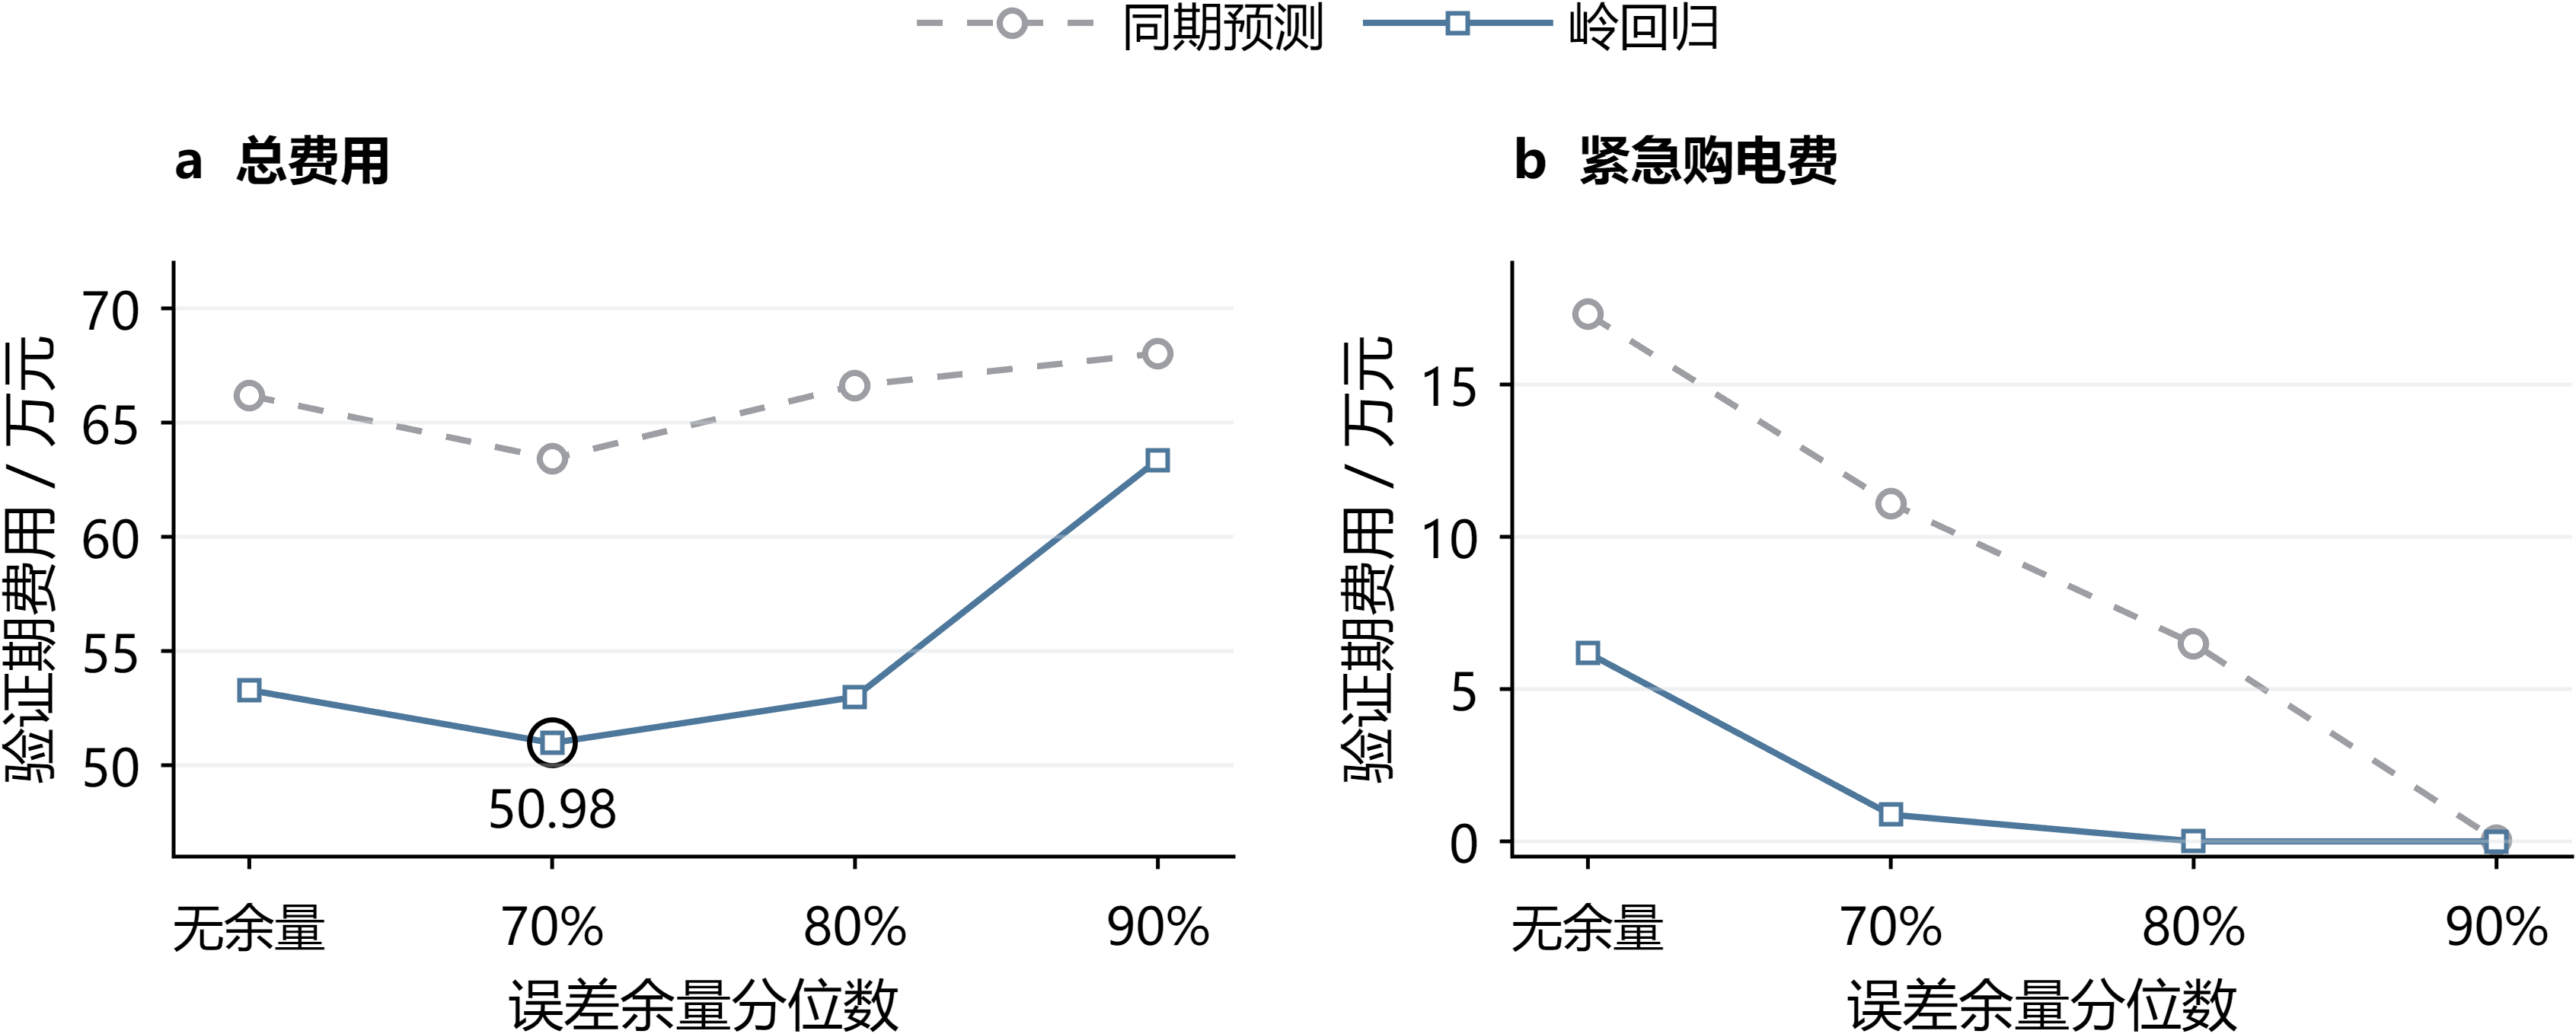 同期预测 岭回归
a 总费用
验证期费用 / 万元
70
65
60
55
50
50.98
无余量 70% 80% 90%
误差余量分位数
b 紧急购电费
验证期费用 / 万元
15
10
5
0
无余量 70% 80% 90%
误差余量分位数